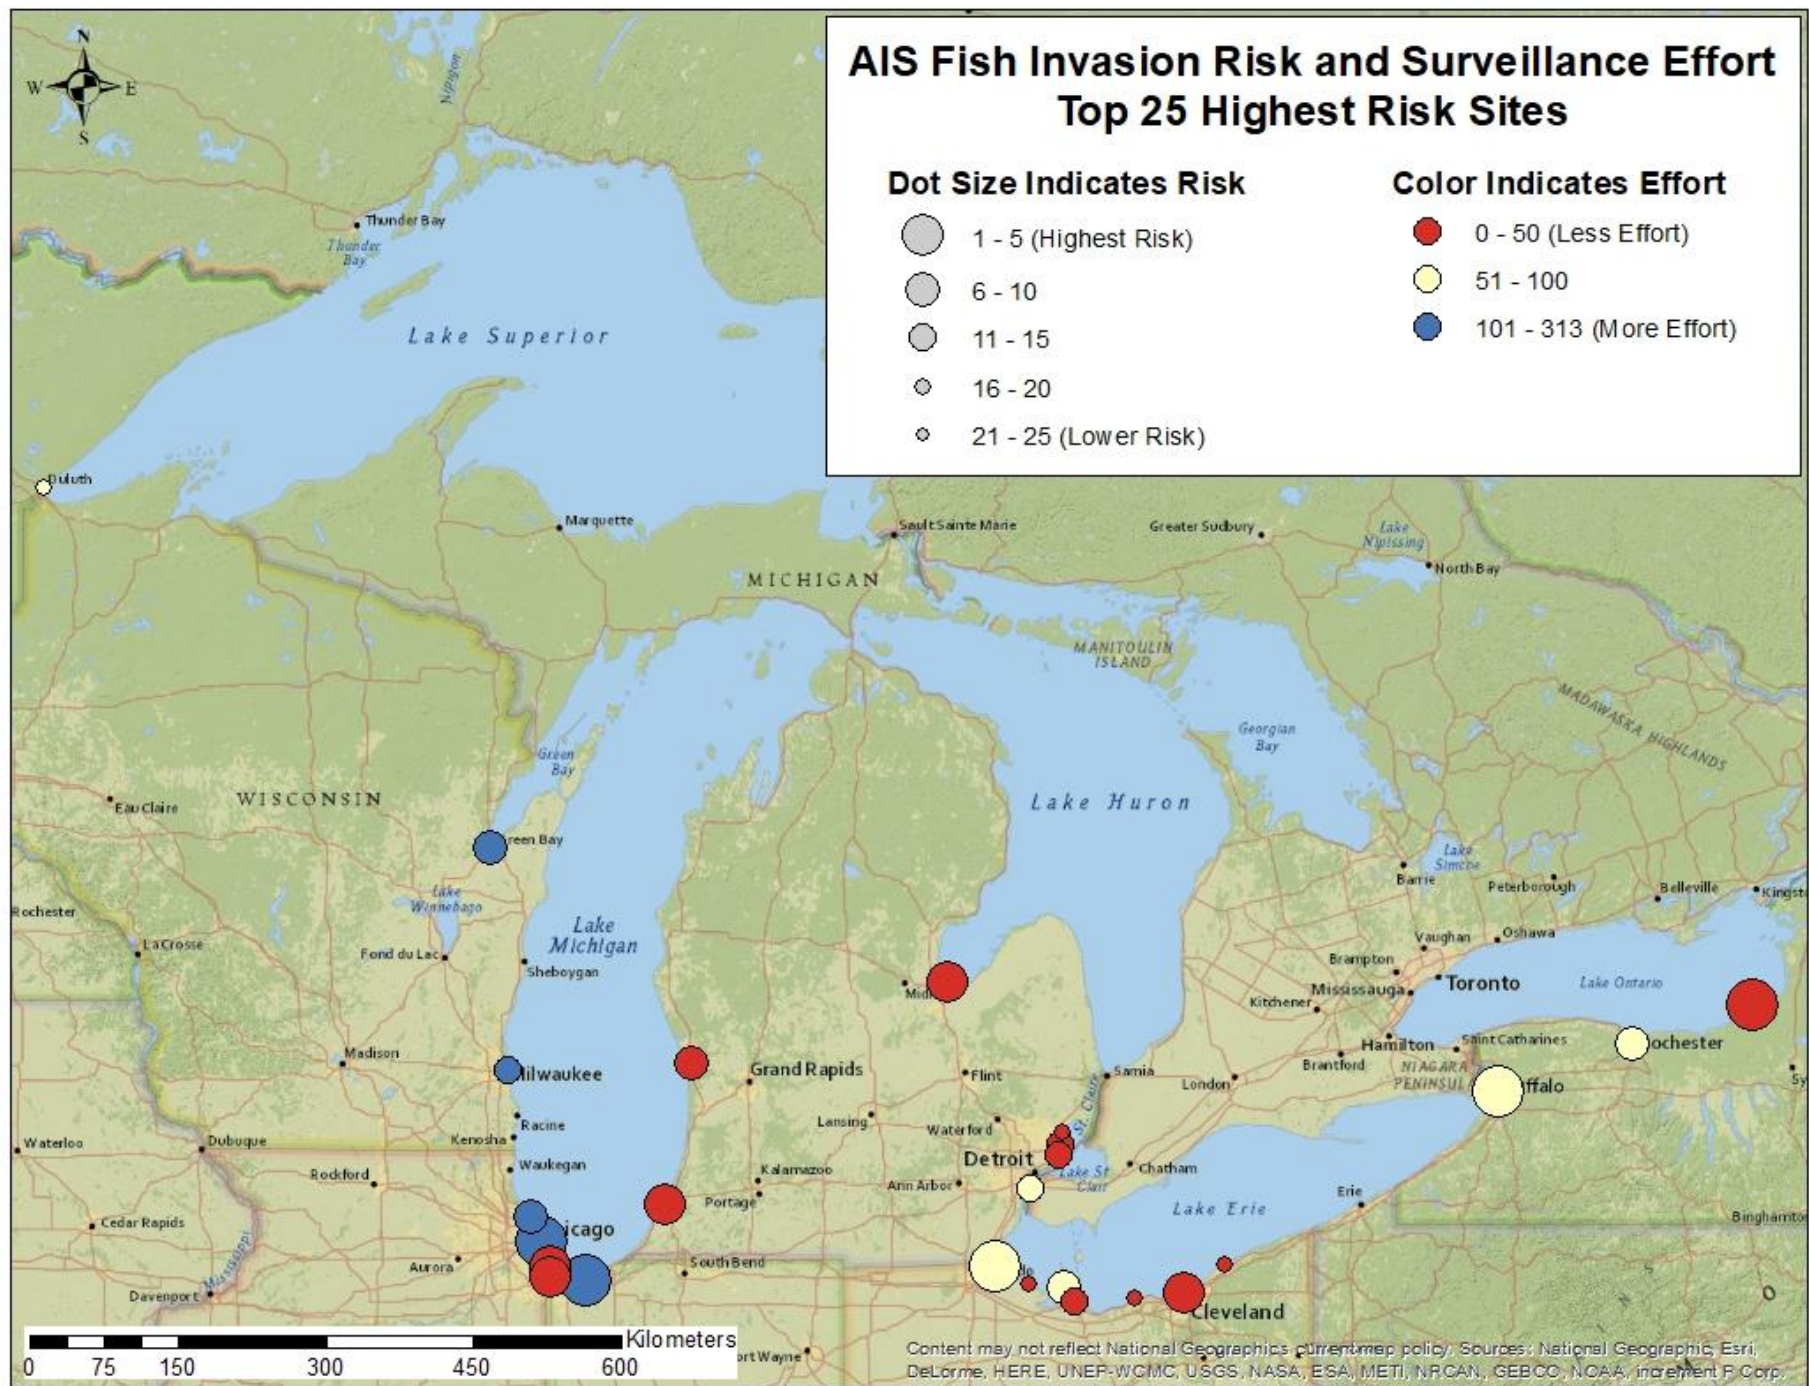 AIS Fish Invasion Risk and Surveillance Effort
Top 25 Highest Risk Sites
Dot Size Indicates Risk
1 - 5 (Highest Risk)
6 - 10
11 - 15
16 - 20
21 - 25 (Lower Risk)
Color Indicates Effort
0 - 50 (Less Effort)
51 - 100
101 - 313 (More Effort)
N
W E
S
Nipigon
Thunder Bay
Thunder
Bay
Lake Superior
Duluth
Marquette
Sault Sainte Marie
Greater Sudbury
Lake
Nipissing
North Bay
MICHIGAN
MANITOULIN
ISLAND
MADAWASKA HIGHLANDS
Georgian
Bay
Green
Bay
WISCONSIN
Eau Claire
Lake Huron
reen Bay
Lake
Simcoe
Barrie
Peterborough
Belleville
Kingst
Lake
Winnebago
Rochester
La Crosse
Fond du Lac
Lake
Michigan
Sheboygan
Vaughan
Oshawa
Brampton
Mississauga
Toronto
Lake Ontario
Kitchener
Midl
Hamilton
Saint Catharines
ochester
Brantford
NIAGARA
PENINSUL
Madison
ilwaukee
Grand Rapids
Flint
Sarnia
London
Sy
ffalo
Racine
Kenosha
Lansing
Waterford
St. Clair
Waterloo
Dubuque
Waukegan
Detroit
Lake St
Clair
Chatham
Rockford
Kalamazoo
Portage
Ann Arbor
Erie
Lake Erie
Cedar Rapids
icago
Binghamton
Mississippi
Aurora
South Bend
do
Davenport
Cleveland
O
Kilometers
0 75 150 300 450 600
ort Wayne
Content may not reflect National Geographic's current map policy. Sources: National Geographic, Esri,
DeLorme, HERE, UNEP-WCMC, USGS, NASA, ESA, METI, NRCAN, GEBCO, NOAA, increment P Corp.